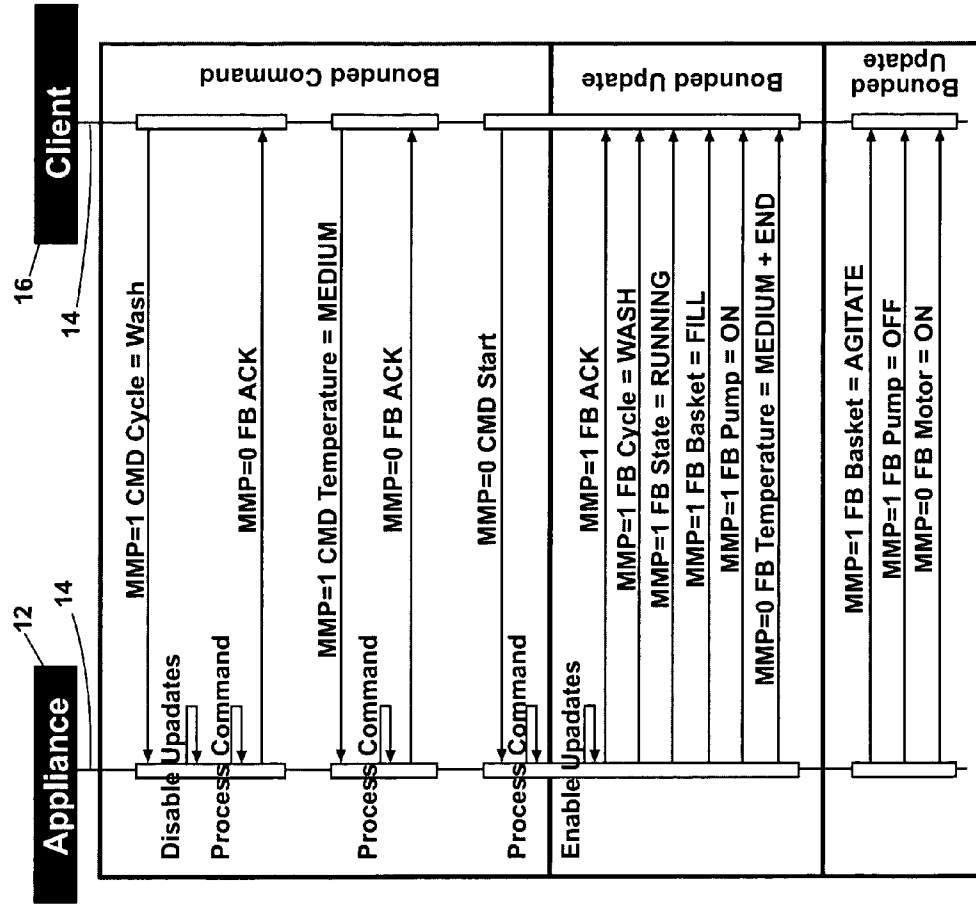 Appliance
12
14
16
Client
14
Bounded Command
MMP=1 CMD Cycle = Wash
Disable Upadates
Process Command
MMP=0 FB ACK
MMP=1 CMD Temperature = MEDIUM
Process Command
MMP=0 FB ACK
MMP=0 CMD Start
Process Command
Bounded Update
Enable Upadates
MMP=1 FB ACK
MMP=1 FB Cycle = WASH
MMP=1 FB State = RUNNING
MMP=1 FB Basket = FILL
MMP=1 FB Pump = ON
MMP=0 FB Temperature = MEDIUM + END
Bounded
Update
MMP=1 FB Basket = AGITATE
MMP=1 FB Pump = OFF
MMP=0 FB Motor = ON